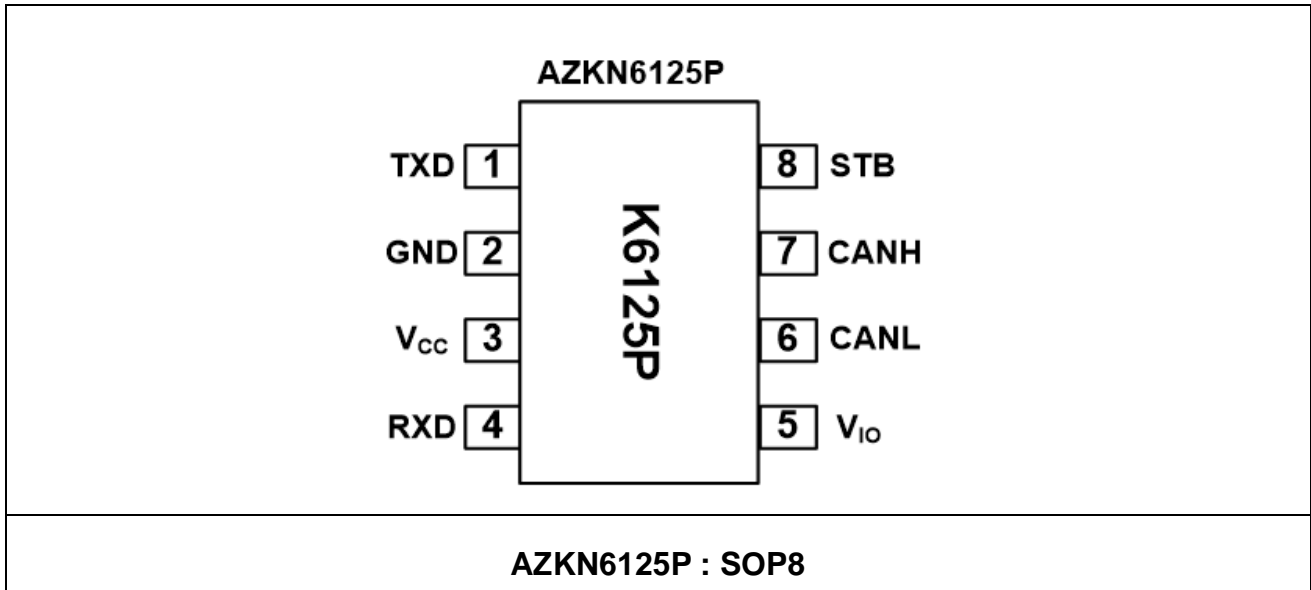 AZKN6125P
TXD 1 8 STB
GND 2 K6125P 7 CANH
VCC 3 6 CANL
RXD 4 5 VIO
AZKN6125P : SOP8